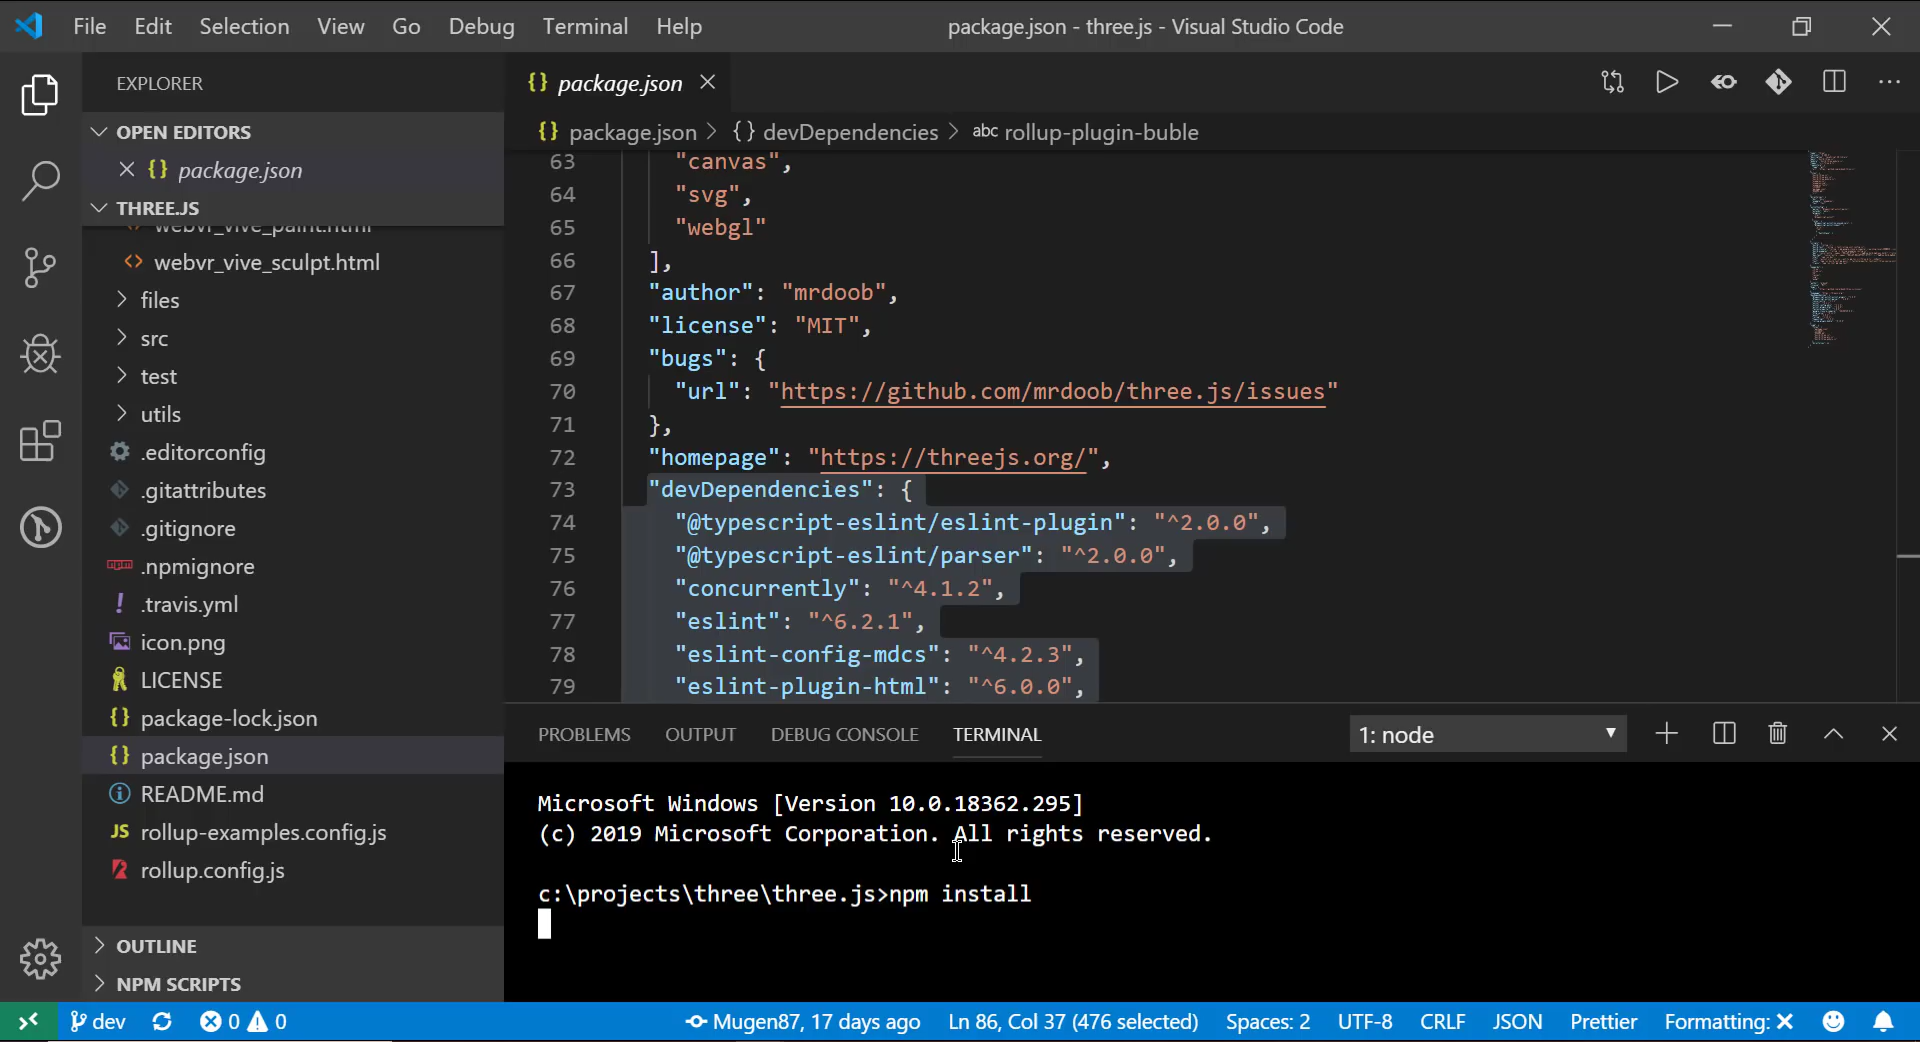 File Edit Selection View Go Debug Terminal Help
package.json - three.js - Visual Studio Code
EXPLORER
OPEN EDITORS
{} package.json
THREE.JS
webvr_vive_paint.html
<> webvr_vive_sculpt.html
files
src
test
utils
.editorconfig
.gitattributes
.gitignore
npm .npmignore
! .travis.yml
icon.png
LICENSE
{} package-lock.json
{} package.json
README.md
JS rollup-examples.config.js
rollup.config.js
OUTLINE
NPM SCRIPTS
{} package.json
{} package.json > {} devDependencies > abc rollup-plugin-buble
63 "canvas",
64 "svg",
65 "webgl"
66 ],
67 "author": "mrdoob",
68 "license": "MIT",
69 "bugs": {
70 "url": "https://github.com/mrdoob/three.js/issues"
71 },
72 "homepage": "https://threejs.org/",
73 "devDependencies": {
74 "@typescript-eslint/eslint-plugin": "^2.0.0",
75 "@typescript-eslint/parser": "^2.0.0",
76 "concurrently": "^4.1.2",
77 "eslint": "^6.2.1",
78 "eslint-config-mdcs": "^4.2.3",
79 "eslint-plugin-html": "^6.0.0",
PROBLEMS OUTPUT DEBUG CONSOLE TERMINAL 1: node
Microsoft Windows [Version 10.0.18362.295]
(c) 2019 Microsoft Corporation. All rights reserved.
c:\projects\three\three.js>npm install
dev 0 0 Mugen87, 17 days ago Ln 86, Col 37 (476 selected) Spaces: 2 UTF-8 CRLF JSON Prettier Formatting: ✕